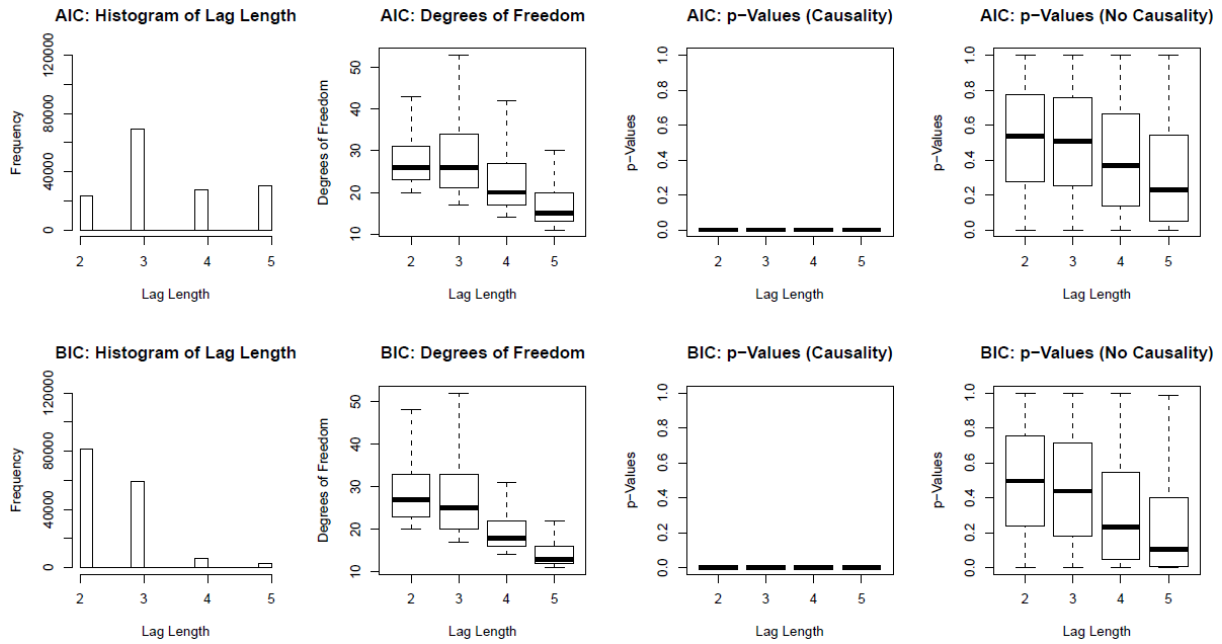 AIC: Histogram of Lag Length
Frequency
0 40000 80000 120000
2 3 4 5
Lag Length
AIC: Degrees of Freedom
Degrees of Freedom
10 20 30 40 50
2 3 4 5
Lag Length
AIC: p−Values (Causality)
p−Values
0.0 0.2 0.4 0.6 0.8 1.0
2 3 4 5
Lag Length
AIC: p−Values (No Causality)
p−Values
0.0 0.2 0.4 0.6 0.8 1.0
2 3 4 5
Lag Length
BIC: Histogram of Lag Length
Frequency
0 40000 80000 120000
2 3 4 5
Lag Length
BIC: Degrees of Freedom
Degrees of Freedom
10 20 30 40 50
2 3 4 5
Lag Length
BIC: p−Values (Causality)
p−Values
0.0 0.2 0.4 0.6 0.8 1.0
2 3 4 5
Lag Length
BIC: p−Values (No Causality)
p−Values
0.0 0.2 0.4 0.6 0.8 1.0
2 3 4 5
Lag Length